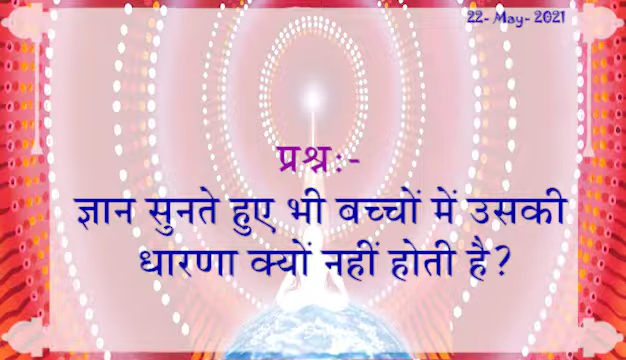 22- May- 2021
प्रश्न:-
ज्ञान सुनते हुए भी बच्चों में उसकी
धारणा क्यों नहीं होती है?